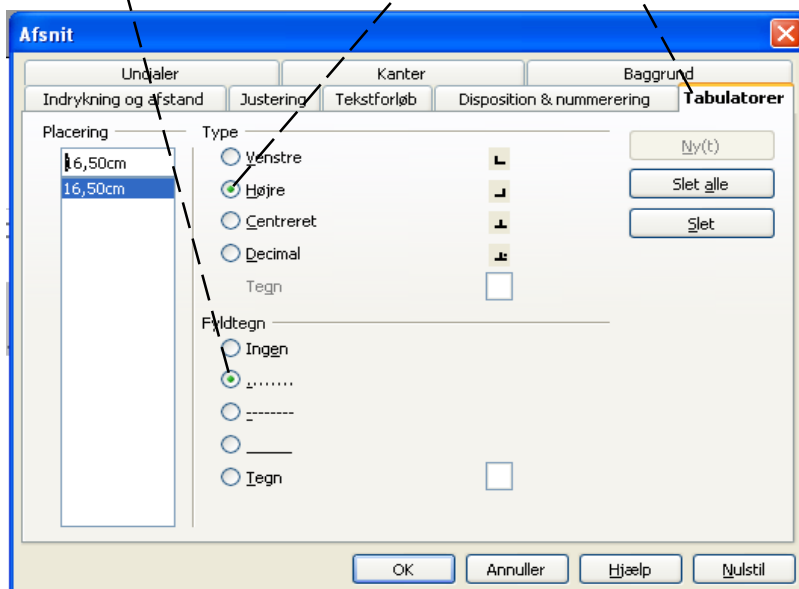 Afsnit
Uncialer Kanter Baggrund
Indrykning og afstand Justering Tekstforløb Disposition & nummerering Tabulatorer
Placering Type
16,50cm Venstre Ny(t)
16,50cm Højre Slet alle
Centreret Slet
Decimal
Tegn
Fyldtegn
Ingen
.......
--------
_____
Tegn
OK Annuller Hjælp Nulstil